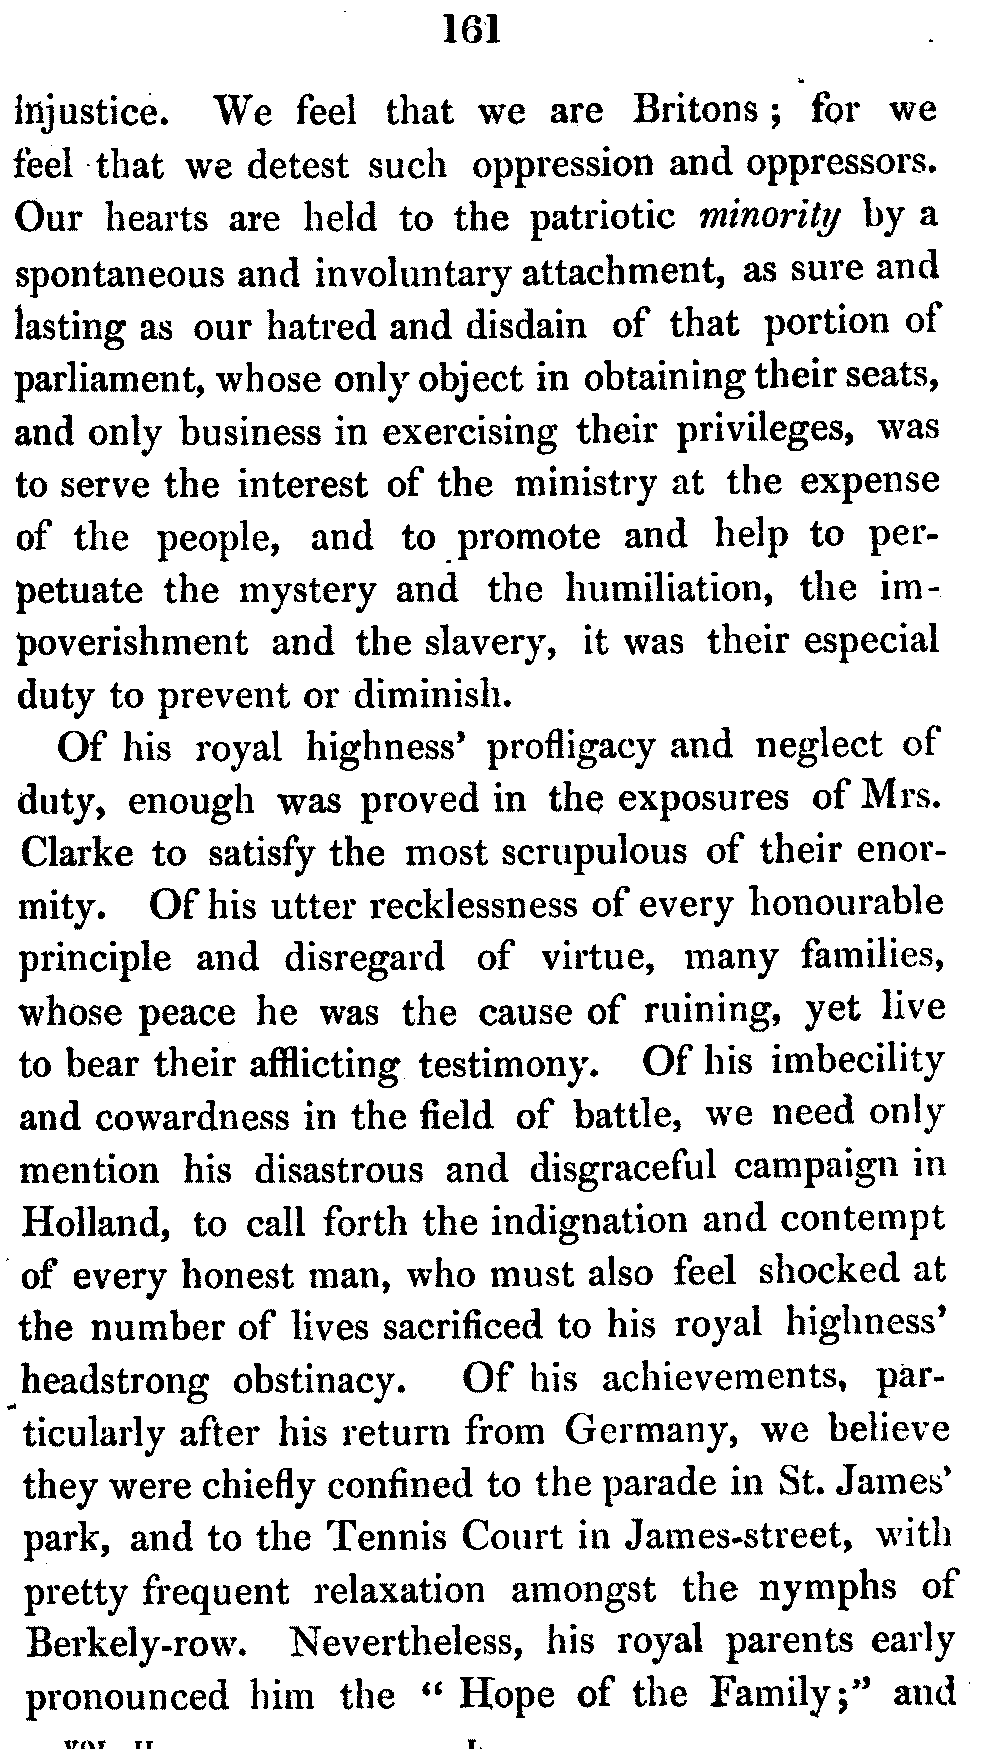 161
injustice. We feel that we are Britons; for we
feel that we detest such oppression and oppressors.
Our hearts are held to the patriotic minority by a
spontaneous and involuntary attachment, as sure and
lasting as our hatred and disdain of that portion of
parliament, whose only object in obtaining their seats,
and only business in exercising their privileges, was
to serve the interest of the ministry at the expense
of the people, and to promote and help to per-
petuate the mystery and the humiliation, the im-
poverishment and the slavery, it was their especial
duty to prevent or diminish.
Of his royal highness' profligacy and neglect of
duty, enough was proved in the exposures of Mrs.
Clarke to satisfy the most scrupulous of their enor-
mity. Of his utter recklessness of every honourable
principle and disregard of virtue, many families,
whose peace he was the cause of ruining, yet live
to bear their afflicting testimony. Of his imbecility
and cowardness in the field of battle, we need only
mention his disastrous and disgraceful campaign in
Holland, to call forth the indignation and contempt
of every honest man, who must also feel shocked at
the number of lives sacrificed to his royal highness'
headstrong obstinacy. Of his achievements, par-
ticularly after his return from Germany, we believe
they were chiefly confined to the parade in St. James'
park, and to the Tennis Court in James-street, with
pretty frequent relaxation amongst the nymphs of
Berkely-row. Nevertheless, his royal parents early
pronounced him the “ Hope of the Family;” and
VOL. II. L